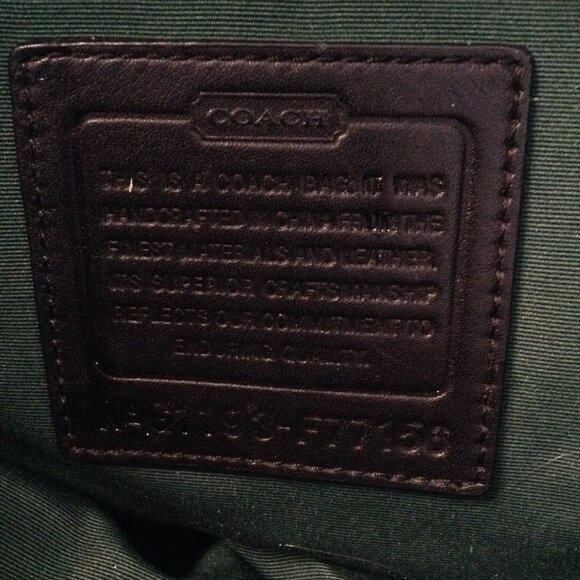 COACH
THIS IS A COACH BAG. IT WAS
HANDCRAFTED IN CHINA FROM THE
FINEST MATERIALS AND LEATHER.
ITS SUPERIOR CRAFTSMANSHIP
REFLECTS OUR COMMITMENT TO
ENDURING QUALITY.
F77156